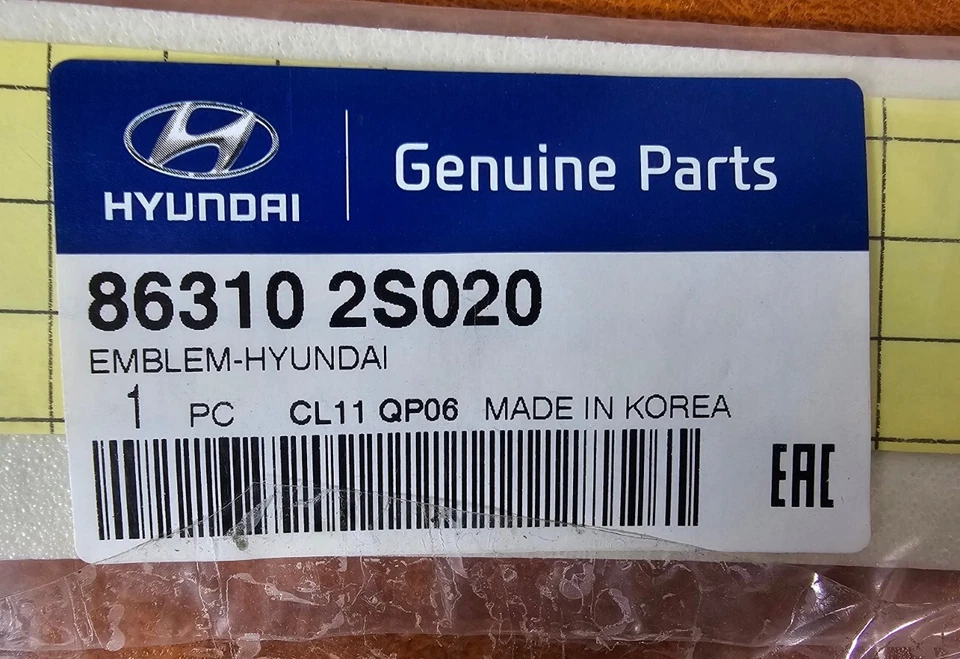 HYUNDAI
Genuine Parts
86310 2S020
EMBLEM-HYUNDAI
1 PC CL11 QP06 MADE IN KOREA
EAC